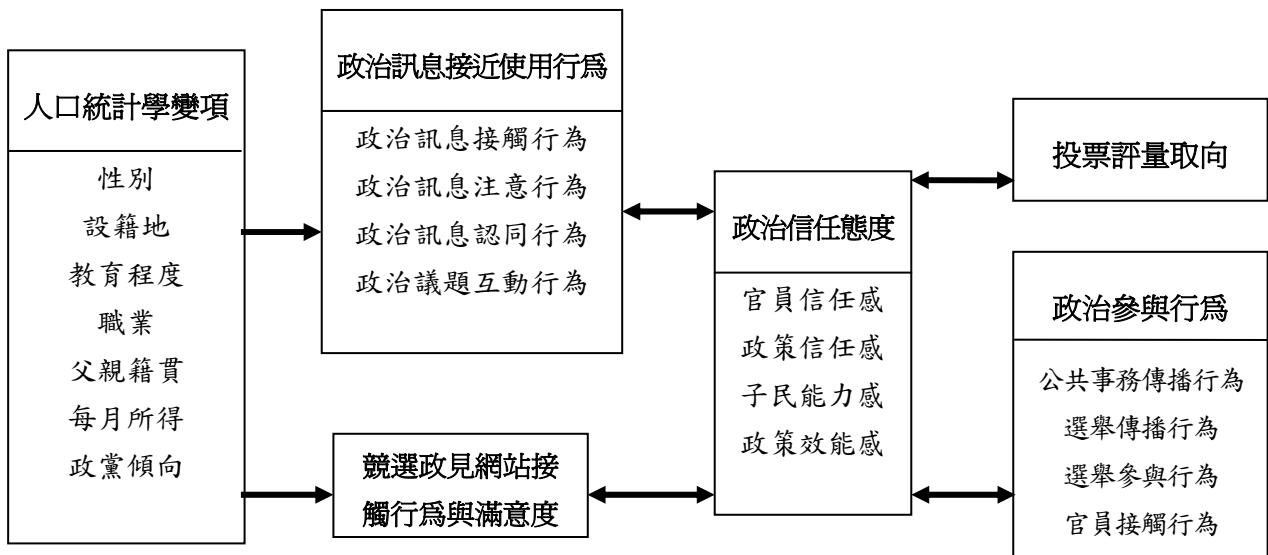 人口統計學變項
性別
設籍地
教育程度
職業
父親籍貫
每月所得
政黨傾向
政治訊息接近使用行為
政治訊息接觸行為
政治訊息注意行為
政治訊息認同行為
政治議題互動行為
競選政見網站接
觸行為與滿意度
政治信任態度
官員信任感
政策信任感
子民能力感
政策效能感
投票評量取向
政治參與行為
公共事務傳播行為
選舉傳播行為
選舉參與行為
官員接觸行為